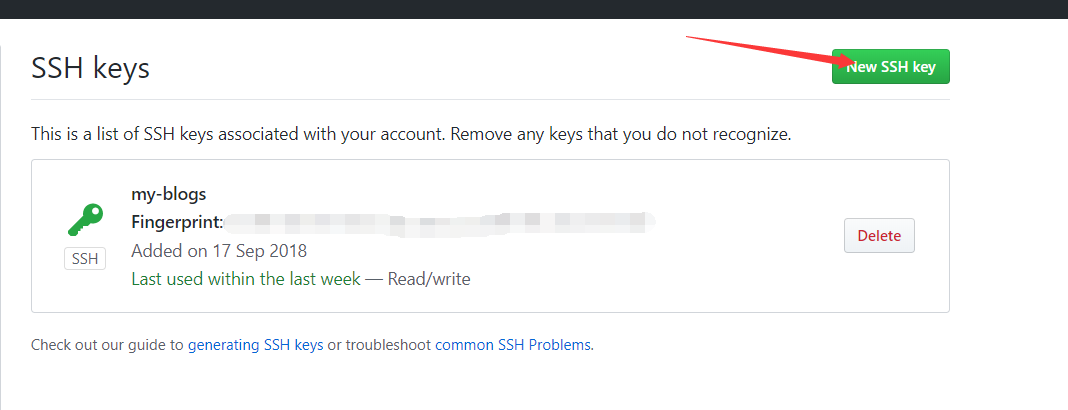 SSH keys
New SSH key
This is a list of SSH keys associated with your account. Remove any keys that you do not recognize.
my-blogs
Fingerprint:
SSH
Added on 17 Sep 2018
Last used within the last week — Read/write
Delete
Check out our guide to generating SSH keys or troubleshoot common SSH Problems.